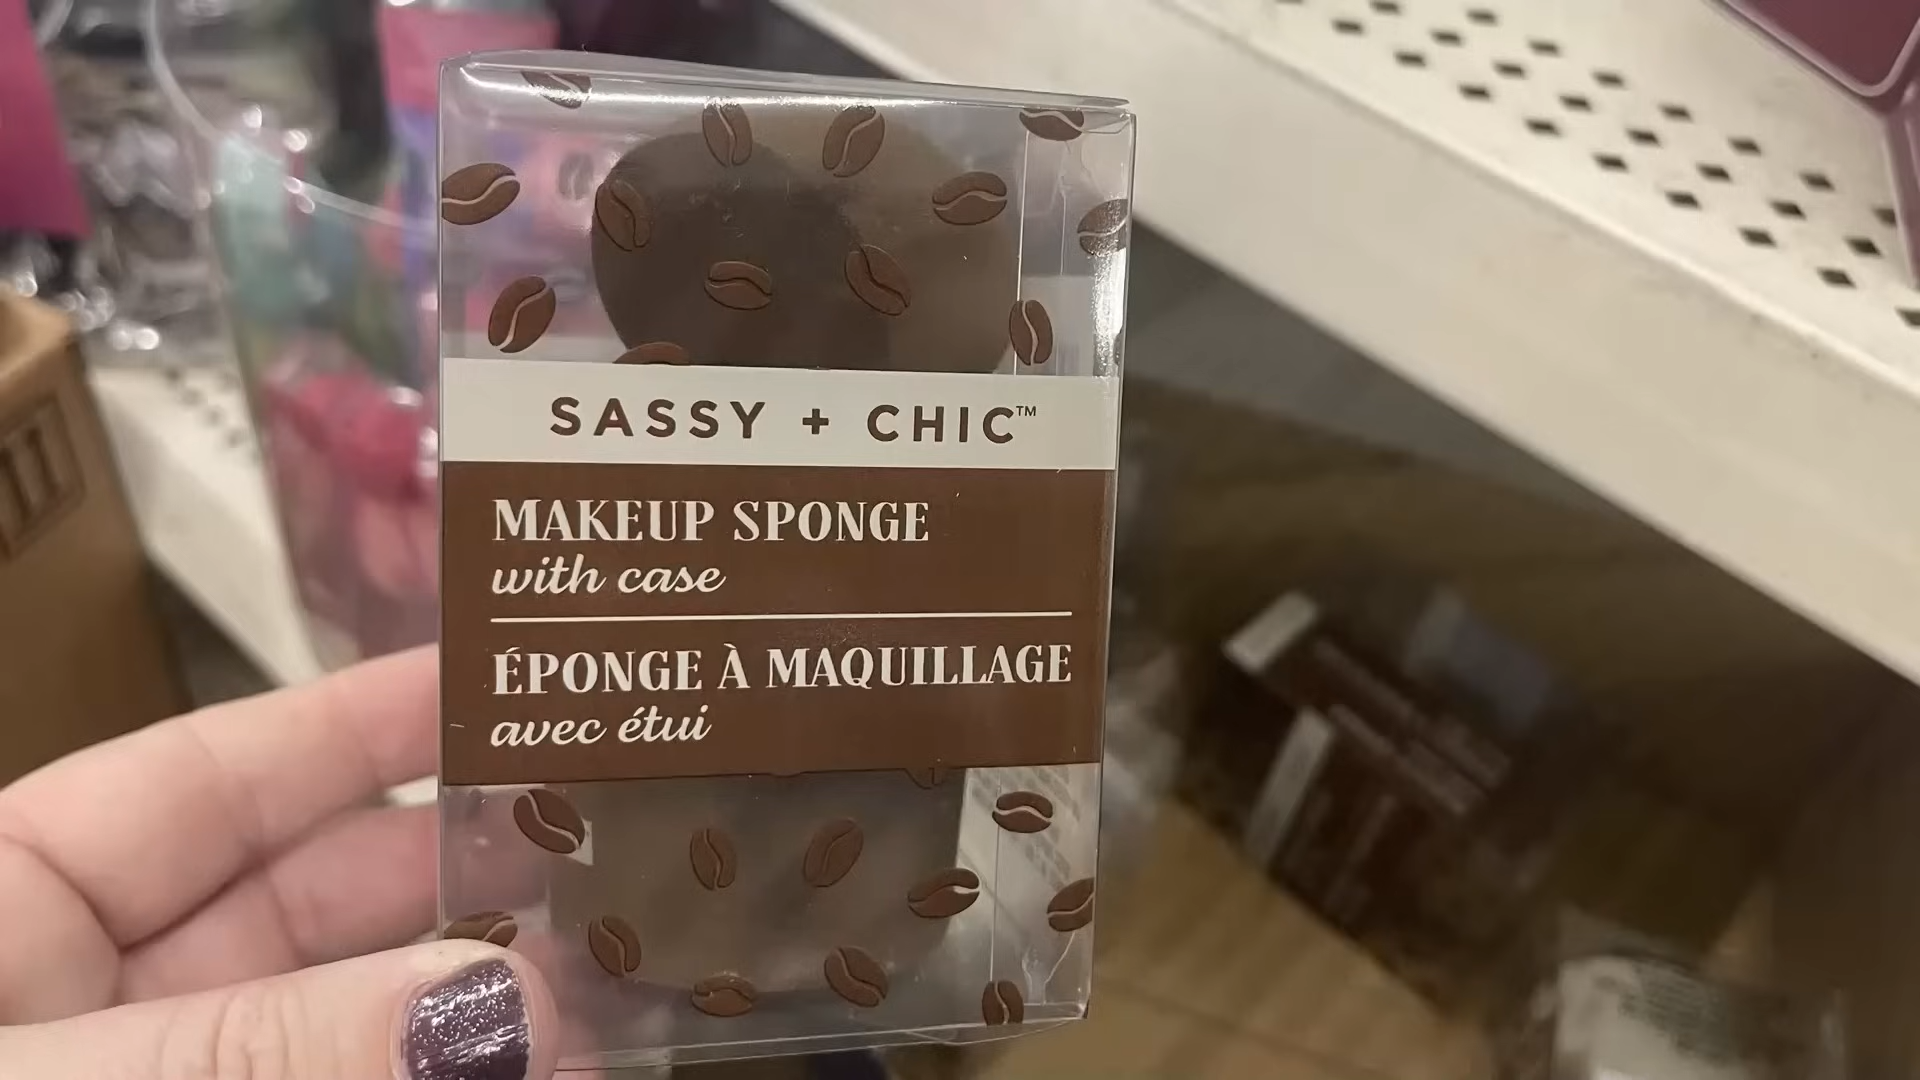 SASSY + CHIC™
MAKEUP SPONGE
with case
ÉPONGE À MAQUILLAGE
avec étui